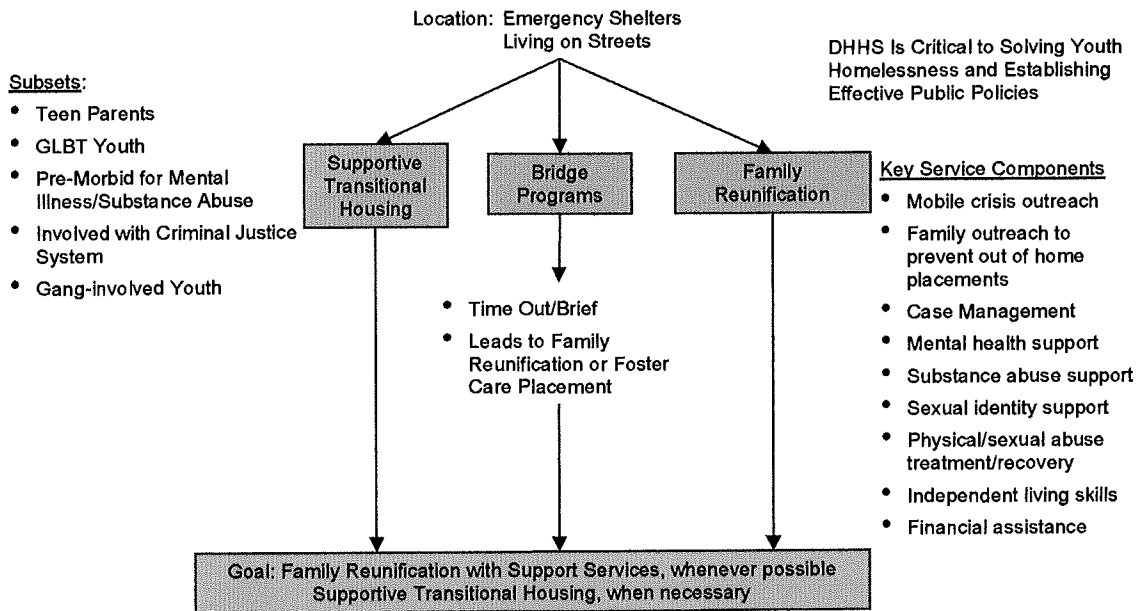 Location: Emergency Shelters
Living on Streets
DHHS Is Critical to Solving Youth
Homelessness and Establishing
Effective Public Policies
Subsets:
• Teen Parents
• GLBT Youth
• Pre-Morbid for Mental
Illness/Substance Abuse
• Involved with Criminal Justice
System
• Gang-involved Youth
Supportive
Transitional
Housing
Bridge
Programs
Family
Reunification
• Time Out/Brief
• Leads to Family
Reunification or Foster
Care Placement
Key Service Components
• Mobile crisis outreach
• Family outreach to
prevent out of home
placements
• Case Management
• Mental health support
• Substance abuse support
• Sexual identity support
• Physical/sexual abuse
treatment/recovery
• Independent living skills
• Financial assistance
Goal: Family Reunification with Support Services, whenever possible
Supportive Transitional Housing, when necessary